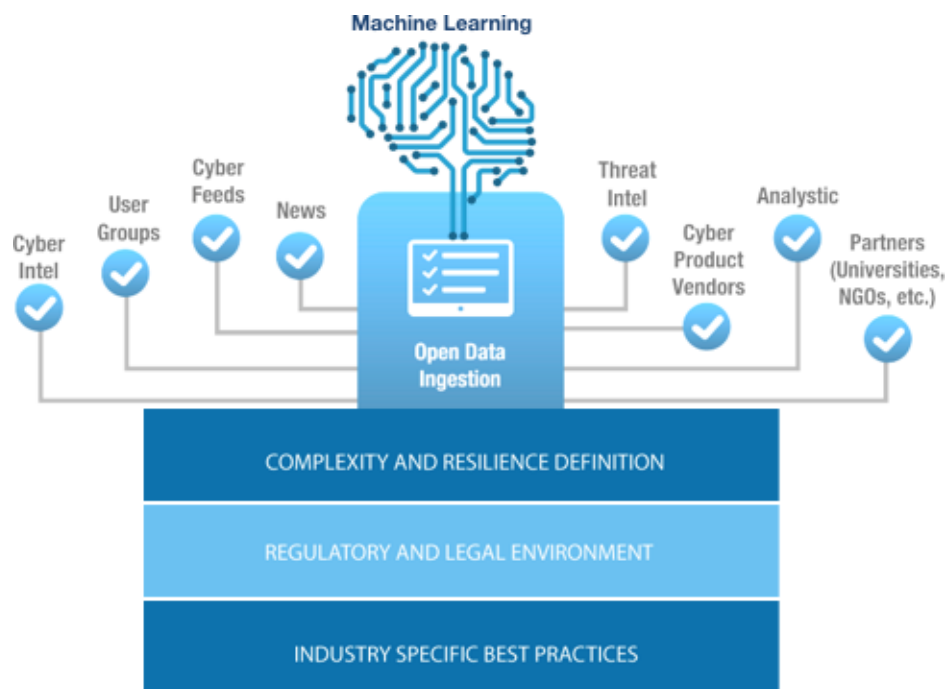 Machine Learning
Cyber
Intel
User
Groups
Cyber
Feeds
News
Threat
Intel
Cyber
Product
Vendors
Analystic
Partners
(Universities,
NGOs, etc.)
Open Data
Ingestion
COMPLEXITY AND RESILIENCE DEFINITION
REGULATORY AND LEGAL ENVIRONMENT
INDUSTRY SPECIFIC BEST PRACTICES